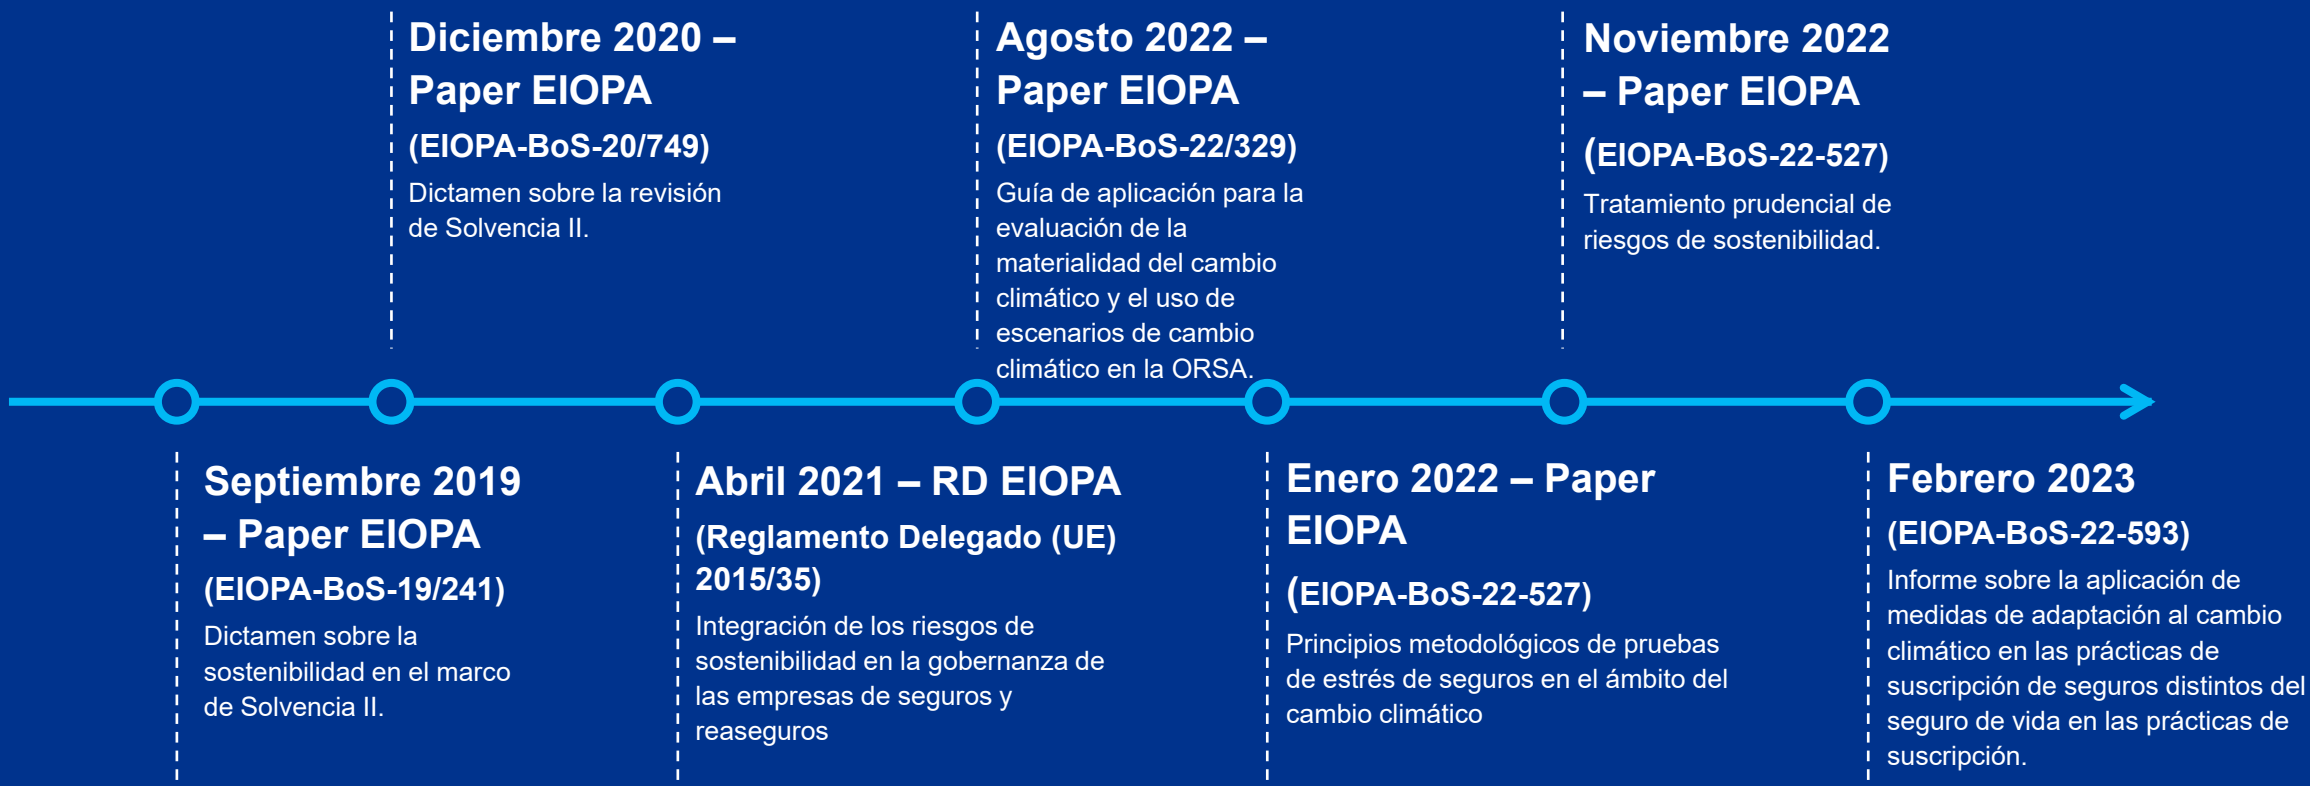 Diciembre 2020 –
Paper EIOPA
(EIOPA-BoS-20/749)
Dictamen sobre la revisión
de Solvencia II.
Agosto 2022 –
Paper EIOPA
(EIOPA-BoS-22/329)
Guía de aplicación para la
evaluación de la
materialidad del cambio
climático y el uso de
escenarios de cambio
climático en la ORSA.
Noviembre 2022
– Paper EIOPA
(EIOPA-BoS-22-527)
Tratamiento prudencial de
riesgos de sostenibilidad.
Septiembre 2019
– Paper EIOPA
(EIOPA-BoS-19/241)
Dictamen sobre la
sostenibilidad en el marco
de Solvencia II.
Abril 2021 – RD EIOPA
(Reglamento Delegado (UE)
2015/35)
Integración de los riesgos de
sostenibilidad en la gobernanza de
las empresas de seguros y
reaseguros
Enero 2022 – Paper
EIOPA
(EIOPA-BoS-22-527)
Principios metodológicos de pruebas
de estrés de seguros en el ámbito del
cambio climático
Febrero 2023
(EIOPA-BoS-22-593)
Informe sobre la aplicación de
medidas de adaptación al cambio
climático en las prácticas de
suscripción de seguros distintos del
seguro de vida en las prácticas de
suscripción.